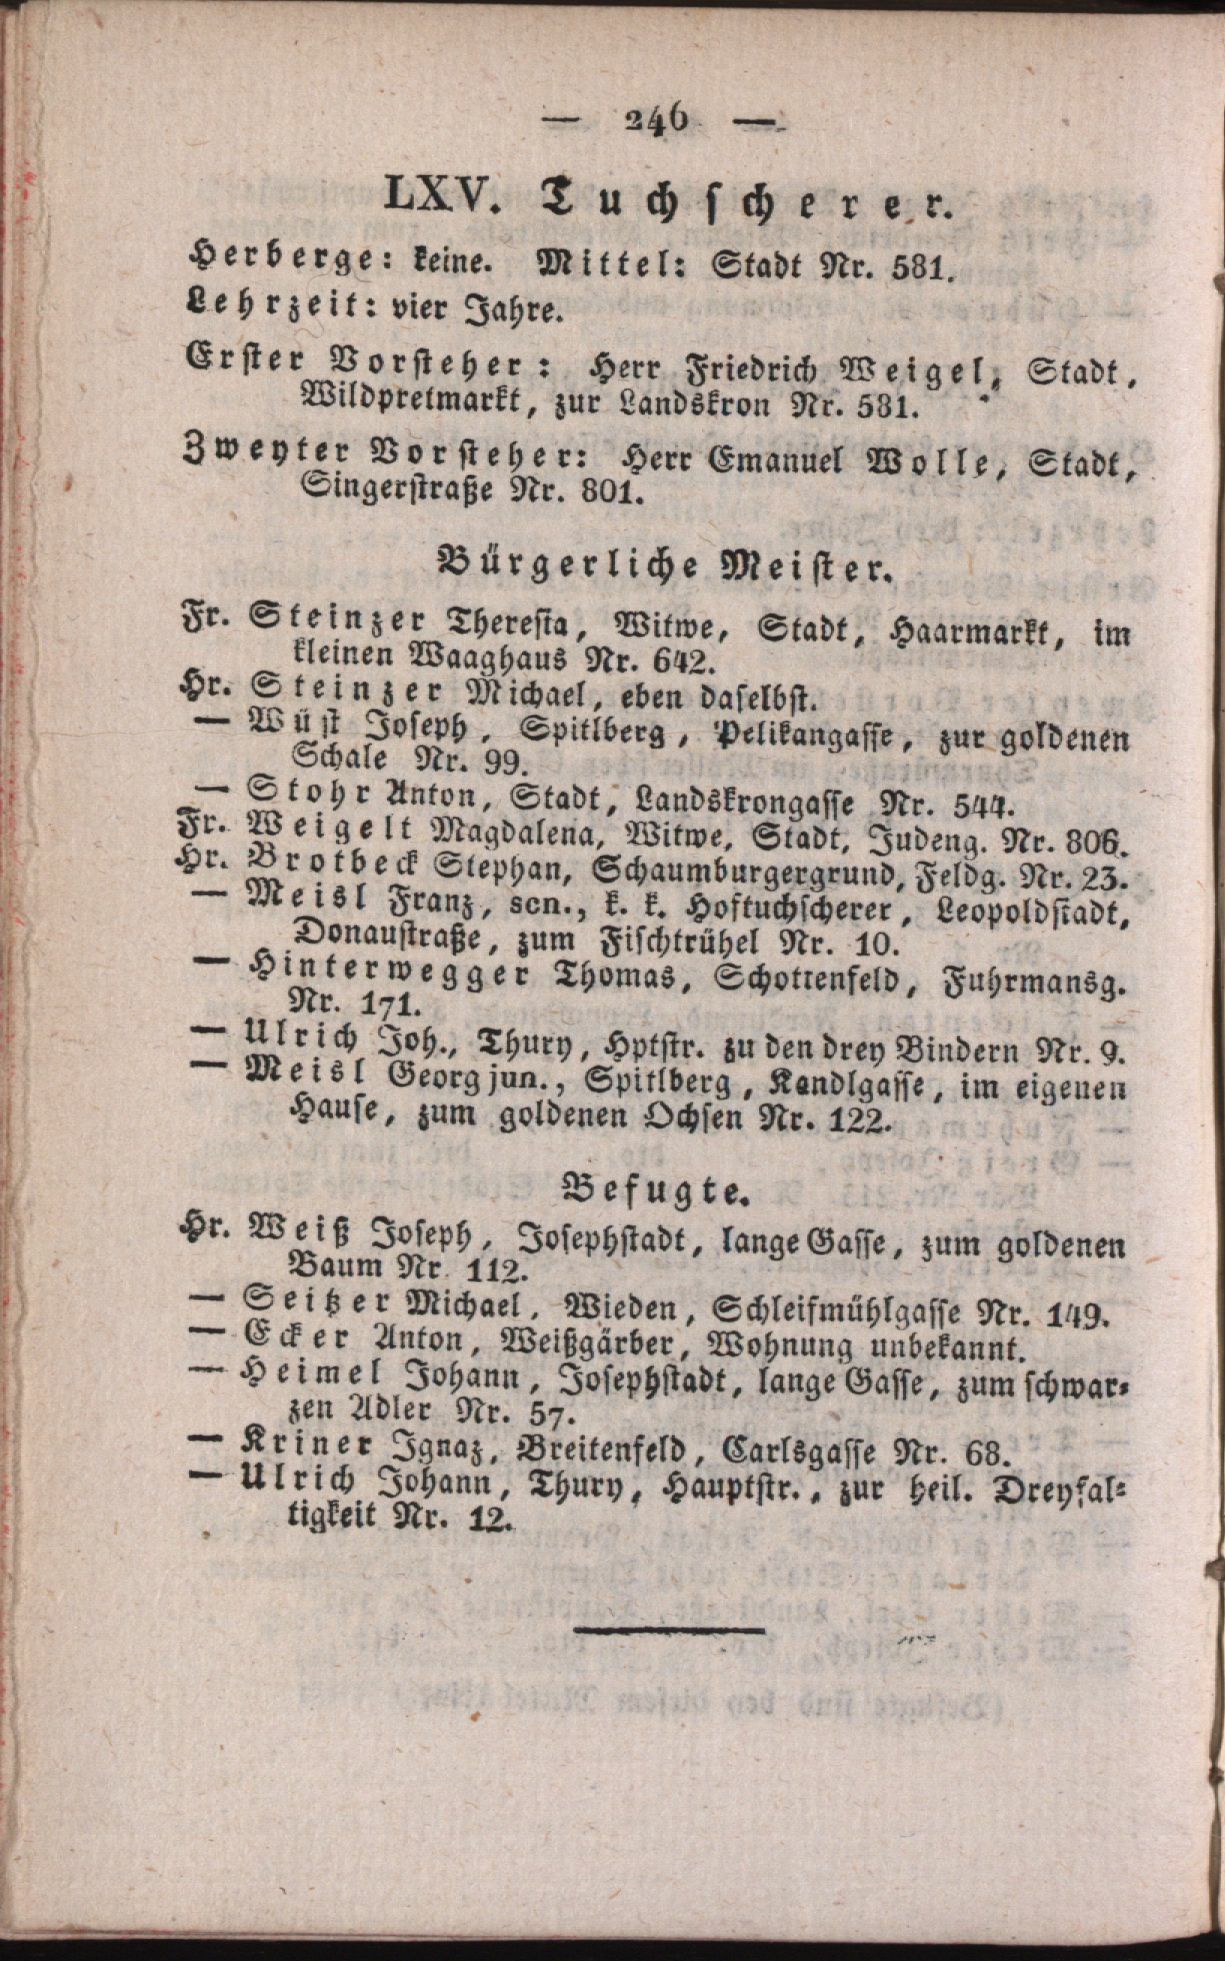 — 246 —
LXV. Tuchscherer.
Herberge: keine. Mittel: Stadt Nr. 581.
Lehrzeit: vier Jahre.
Erster Vorsteher: Herr Friedrich Weigel, Stadt,
Wildpretmarkt, zur Landskron Nr. 581.
Zweyter Vorsteher: Herr Emanuel Wolle, Stadt,
Singerstraße Nr. 801.
Bürgerliche Meister.
Fr. Steinzer Theresia, Witwe, Stadt, Haarmarkt, im
kleinen Waaghaus Nr. 642.
Hr. Steinzer Michael, eben daselbst.
— Wüst Joseph, Spitlberg, Pelikangasse, zur goldenen
Schale Nr. 99.
— Stohr Anton, Stadt, Landskrongasse Nr. 544.
Fr. Weigelt Magdalena, Witwe, Stadt, Judeng. Nr. 806.
Hr. Brotbeck Stephan, Schaumburgergrund, Feldg. Nr. 23.
— Meisl Franz, sen., k. k. Hoftuchscherer, Leopoldstadt,
Donaustraße, zum Fischtrühel Nr. 10.
— Hinterwegger Thomas, Schottenfeld, Fuhrmansg.
Nr. 171.
— Ulrich Joh., Thury, Hptstr. zu den drey Bindern Nr. 9.
— Meisl Georg jun., Spitlberg, Kandlgasse, im eigenen
Hause, zum goldenen Ochsen Nr. 122.
Befugte.
Hr. Weiß Joseph, Josephstadt, lange Gasse, zum goldenen
Baum Nr. 112.
— Seitzer Michael, Wieden, Schleifmühlgasse Nr. 149.
— Ecker Anton, Weißgärber, Wohnung unbekannt.
— Heimel Johann, Josephstadt, lange Gasse, zum schwar-
zen Adler Nr. 57.
— Kriner Ignaz, Breitenfeld, Carlsgasse Nr. 68.
— Ulrich Johann, Thury, Hauptstr., zur heil. Dreyfal-
tigkeit Nr. 12.